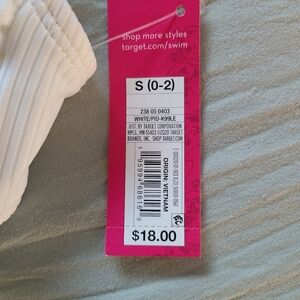 shop more styles
target.com/swim
S (0-2)
238 05 0403
WHITE/PID-K99LE
DIST. BY TARGET CORPORATION
MPLS, MN 55403 ©2020 TARGET
BRANDS, INC. SHOP TARGET.COM
ORIGIN: VIETNAM
$18.00